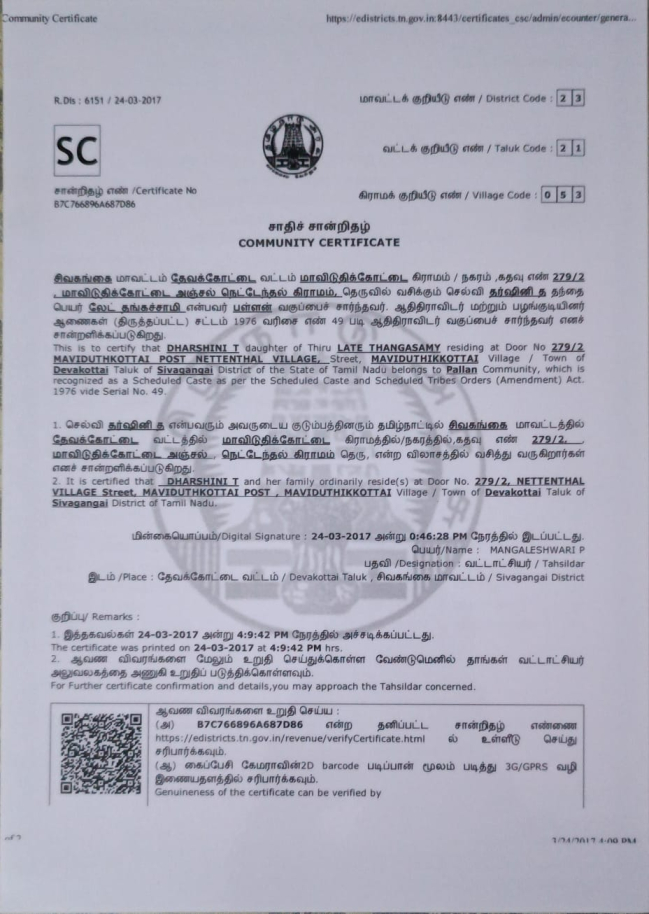 Community Certificate
https://edistricts.tn.gov.in:8443/certificates_csc/admin/ecounter/genera...
R.Dis : 6151 / 24-03-2017
மாவட்டக் குறியீடு எண் / District Code : 2 3
SC
வட்டக் குறியீடு எண் / Taluk Code : 2 1
சான்றிதழ் எண் /Certificate No
B7C766896A687D86
கிராமக் குறியீடு எண் / Village Code : 0 5 3
சாதிச் சான்றிதழ்
COMMUNITY CERTIFICATE
சிவகங்கை மாவட்டம் தேவக்கோட்டை வட்டம் மாவிடுதிக்கோட்டை கிராமம் / நகரம் ,கதவு எண் 279/2
, மாவிடுதிக்கோட்டை அஞ்சல் நெட்டேந்தல் கிராமம், தெருவில் வசிக்கும் செல்வி தர்ஷினி த தந்தை
பெயர் லேட் தங்கச்சாமி என்பவர் பள்ளன் வகுப்பைச் சார்ந்தவர். ஆதிதிராவிடர் மற்றும் பழங்குடியினர்
ஆணைகள் (திருத்தப்பட்ட) சட்டம் 1976 வரிசை எண் 49 படி ஆதிதிராவிடர் வகுப்பைச் சார்ந்தவர் எனச்
சான்றளிக்கப்படுகிறது.
This is to certify that DHARSHINI T daughter of Thiru LATE THANGASAMY residing at Door No 279/2
MAVIDUTHKOTTAI POST NETTENTHAL VILLAGE, Street, MAVIDUTHIKKOTTAI Village / Town of
Devakottai Taluk of Sivagangai District of the State of Tamil Nadu belongs to Pallan Community, which is
recognized as a Scheduled Caste as per the Scheduled Caste and Scheduled Tribes Orders (Amendment) Act.
1976 vide Serial No. 49.
1. செல்வி தர்ஷினி த என்பவரும் அவருடைய குடும்பத்தினரும் தமிழ்நாட்டில் சிவகங்கை மாவட்டத்தில்
தேவக்கோட்டை வட்டத்தில் மாவிடுதிக்கோட்டை கிராமத்தில்/நகரத்தில்,கதவு எண் 279/2, ,
மாவிடுதிக்கோட்டை அஞ்சல் , நெட்டேந்தல் கிராமம் தெரு, என்ற விலாசத்தில் வசித்து வருகிறார்கள்
எனச் சான்றளிக்கப்படுகிறது.
2. It is certified that DHARSHINI T and her family ordinarily reside(s) at Door No. 279/2, NETTENTHAL
VILLAGE Street, MAVIDUTHKOTTAI POST , MAVIDUTHIKKOTTAI Village / Town of Devakottai Taluk of
Sivagangai District of Tamil Nadu.
மின்கையொப்பம்/Digital Signature : 24-03-2017 அன்று 0:46:28 PM நேரத்தில் இடப்பட்டது.
பெயர்/Name : MANGALESHWARI P
பதவி /Designation : வட்டாட்சியர் / Tahsildar
இடம் /Place : தேவக்கோட்டை வட்டம் / Devakottai Taluk , சிவகங்கை மாவட்டம் / Sivagangai District
குறிப்பு/ Remarks :
1. இத்தகவல்கள் 24-03-2017 அன்று 4:9:42 PM நேரத்தில் அச்சடிக்கப்பட்டது.
The certificate was printed on 24-03-2017 at 4:9:42 PM hrs.
2. ஆவண விவரங்களை மேலும் உறுதி செய்துக்கொள்ள வேண்டுமெனில் தாங்கள் வட்டாட்சியர்
அலுவலகத்தை அணுகி உறுதிப் படுத்திக்கொள்ளவும்.
For Further certificate confirmation and details,you may approach the Tahsildar concerned.
ஆவண விவரங்களை உறுதி செய்ய :
(அ) B7C766896A687D86 என்ற தனிப்பட்ட சான்றிதழ் எண்ணை
https://edistricts.tn.gov.in/revenue/verifyCertificate.html ல் உள்ளீடு செய்து
சரிபார்க்கவும்.
(ஆ) கைப்பேசி கேமராவின்2D barcode படிப்பான் மூலம் படித்து 3G/GPRS வழி
இணையதளத்தில் சரிபார்க்கவும்.
Genuineness of the certificate can be verified by
3/24/2017 4:09 PM